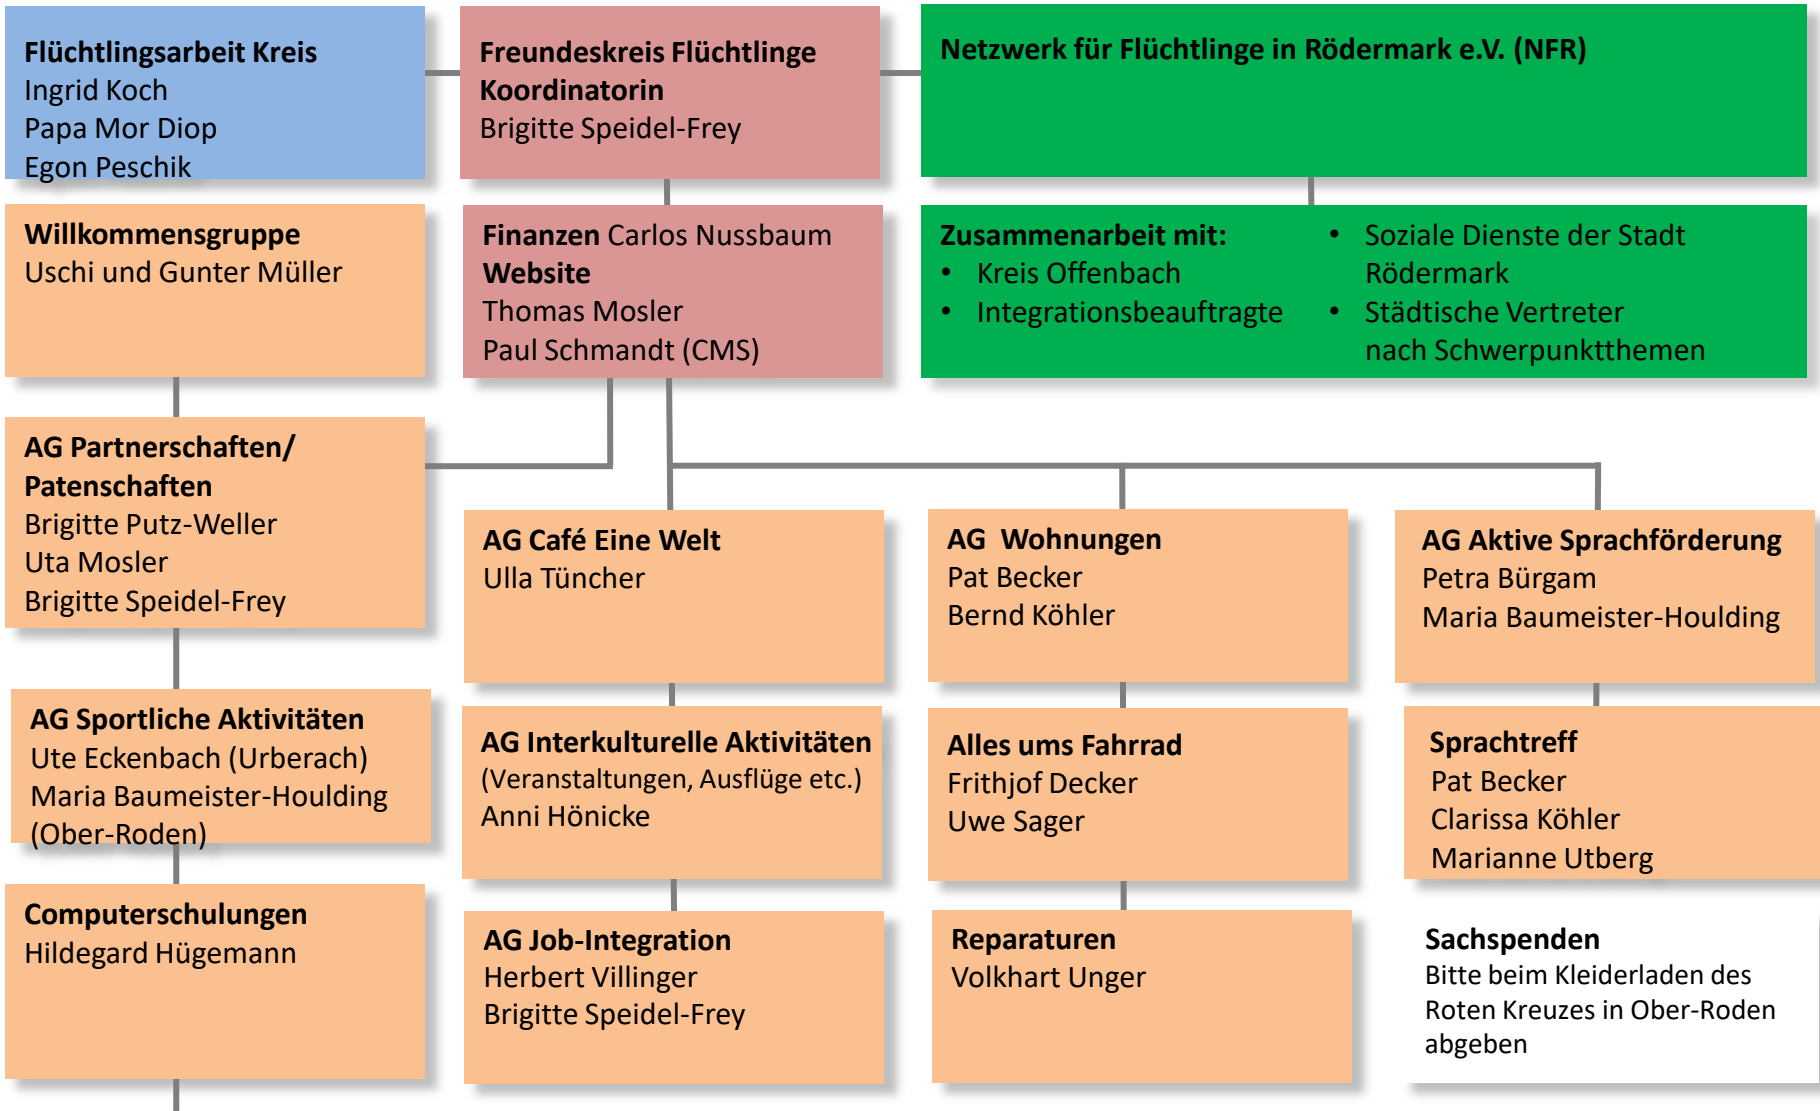 Flüchtlingsarbeit Kreis
Ingrid Koch
Papa Mor Diop
Egon Peschik
Freundeskreis Flüchtlinge
Koordinatorin
Brigitte Speidel-Frey
Netzwerk für Flüchtlinge in Rödermark e.V. (NFR)
Willkommensgruppe
Uschi und Gunter Müller
Finanzen Carlos Nussbaum
Website
Thomas Mosler
Paul Schmandt (CMS)
Zusammenarbeit mit:
• Kreis Offenbach
• Integrationsbeauftragte
• Soziale Dienste der Stadt
Rödermark
• Städtische Vertreter
nach Schwerpunktthemen
AG Partnerschaften/
Patenschaften
Brigitte Putz-Weller
Uta Mosler
Brigitte Speidel-Frey
AG Café Eine Welt
Ulla Tüncher
AG Wohnungen
Pat Becker
Bernd Köhler
AG Aktive Sprachförderung
Petra Bürgam
Maria Baumeister-Houlding
AG Sportliche Aktivitäten
Ute Eckenbach (Urberach)
Maria Baumeister-Houlding
(Ober-Roden)
AG Interkulturelle Aktivitäten
(Veranstaltungen, Ausflüge etc.)
Anni Hönicke
Alles ums Fahrrad
Frithjof Decker
Uwe Sager
Sprachtreff
Pat Becker
Clarissa Köhler
Marianne Utberg
Computerschulungen
Hildegard Hügemann
AG Job-Integration
Herbert Villinger
Brigitte Speidel-Frey
Reparaturen
Volkhart Unger
Sachspenden
Bitte beim Kleiderladen des
Roten Kreuzes in Ober-Roden
abgeben